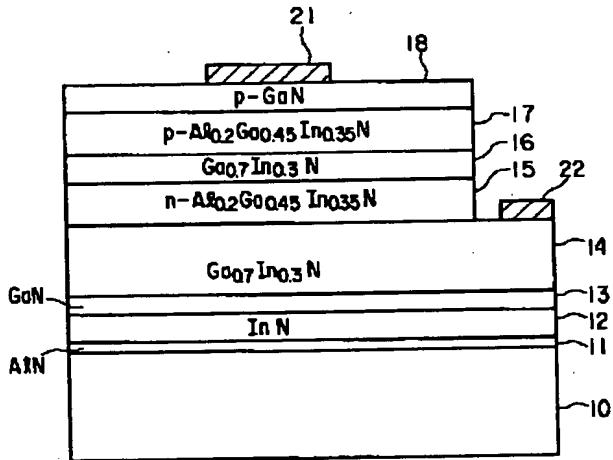 21
18
p-GaN
17
p-Al0.2Ga0.45In0.35N
16
Ga0.7In0.3N
15
22
n-Al0.2Ga0.45In0.35N
14
Ga0.7In0.3N
13
GaN
12
InN
11
AlN
10